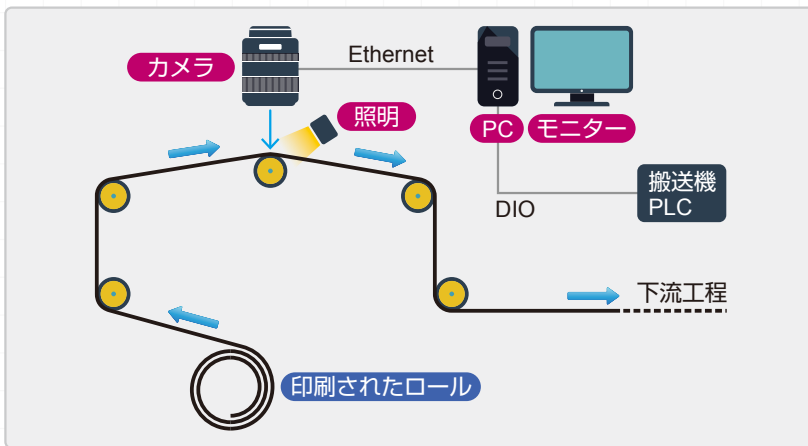 カメラ
Ethernet
照明
PC
モニター
DIO
搬送機
PLC
下流工程
印刷されたロール